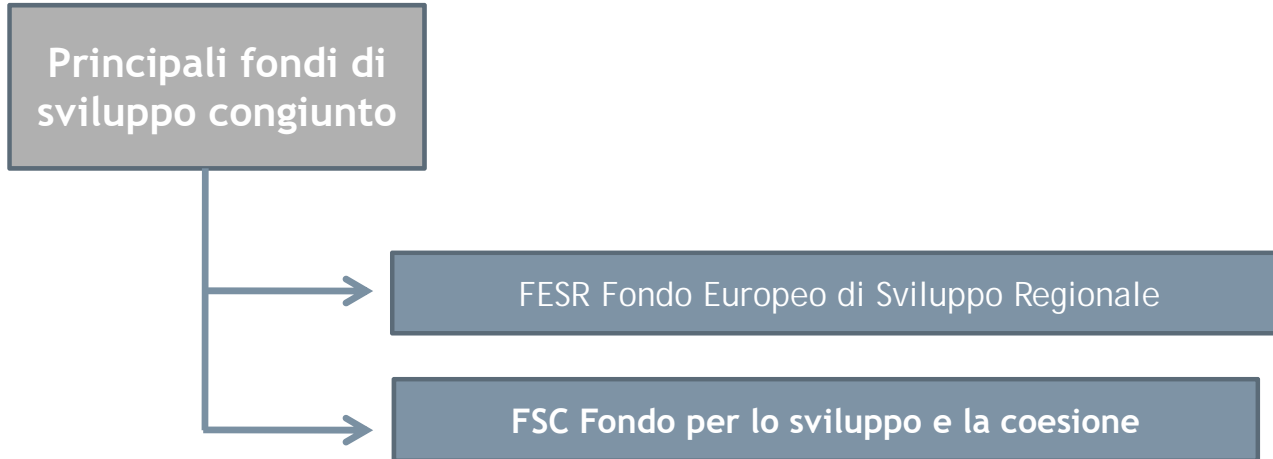 Principali fondi di
sviluppo congiunto
FESR Fondo Europeo di Sviluppo Regionale
FSC Fondo per lo sviluppo e la coesione